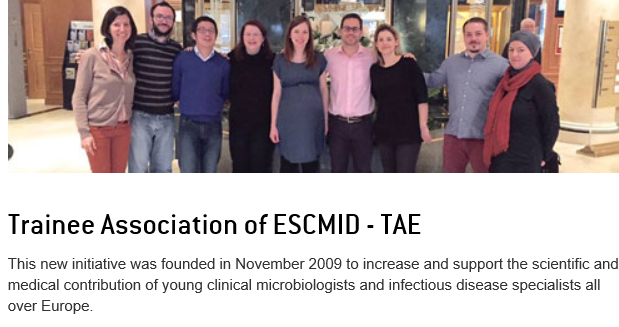 Trainee Association of ESCMID - TAE
This new initiative was founded in November 2009 to increase and support the scientific and
medical contribution of young clinical microbiologists and infectious disease specialists all
over Europe.